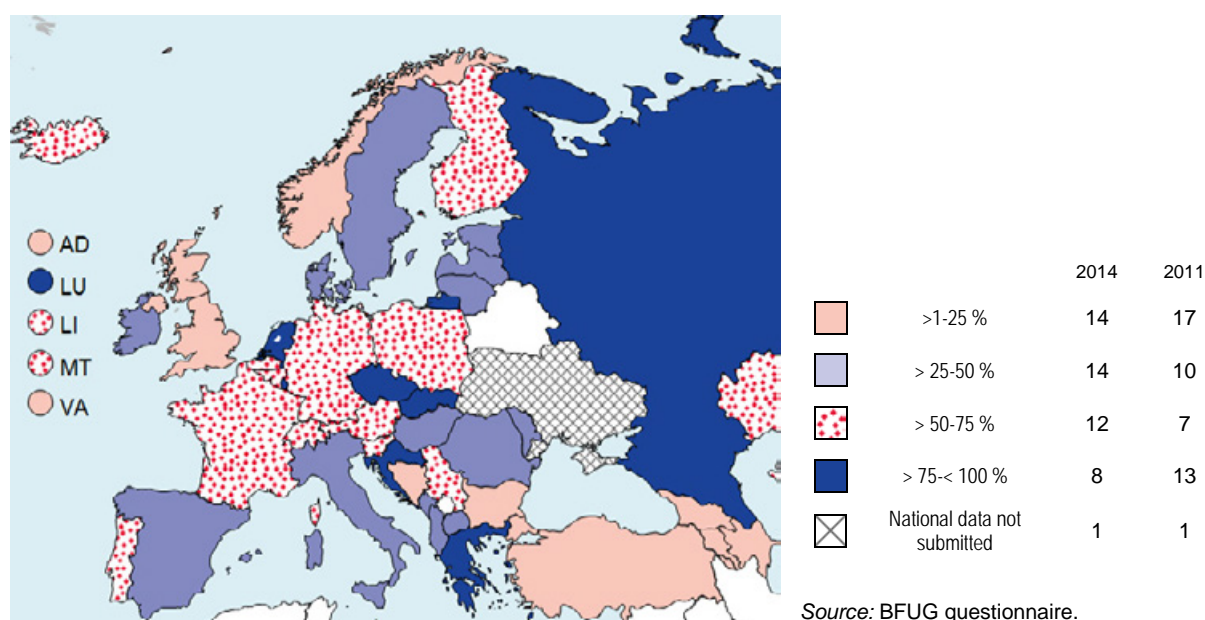 AD
LU
LI
MT
VA
2014 2011
>1-25 % 14 17
> 25-50 % 14 10
> 50-75 % 12 7
> 75-< 100 % 8 13
National data not
submitted 1 1
Source: BFUG questionnaire.